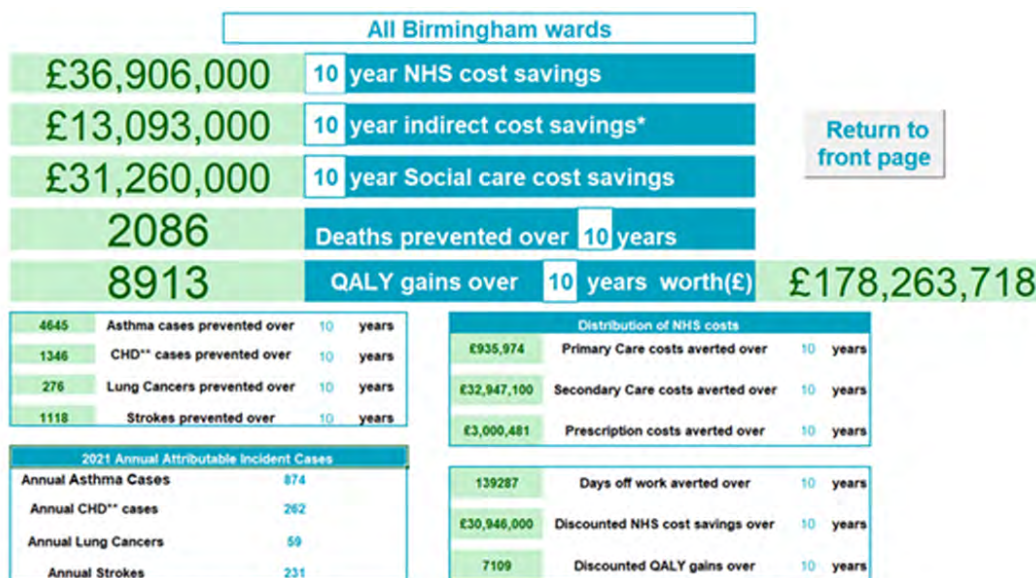 All Birmingham wards
£36,906,000 10 year NHS cost savings
£13,093,000 10 year indirect cost savings*
Return to
front page
£31,260,000 10 year Social care cost savings
2086 Deaths prevented over 10 years
8913 QALY gains over 10 years worth(£) £178,263,718
4645 Asthma cases prevented over 10 years
1346 CHD** cases prevented over 10 years
276 Lung Cancers prevented over 10 years
1118 Strokes prevented over 10 years
Distribution of NHS costs
£935,974 Primary Care costs averted over 10 years
£32,947,100 Secondary Care costs averted over 10 years
£3,000,481 Prescription costs averted over 10 years
2021 Annual Attributable Incident Cases
Annual Asthma Cases 874
Annual CHD** cases 262
Annual Lung Cancers 59
Annual Strokes 231
139287 Days off work averted over 10 years
£30,946,000 Discounted NHS cost savings over 10 years
7109 Discounted QALY gains over 10 years